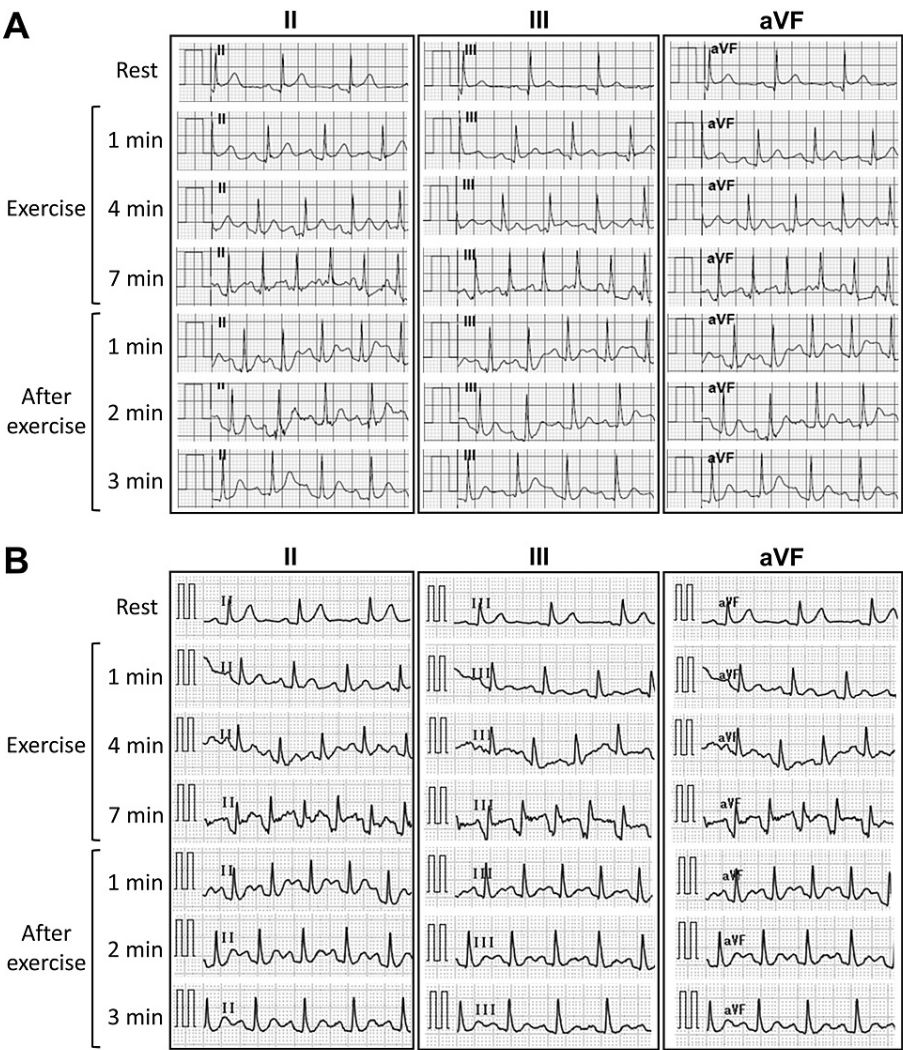 A
II III aVF
Rest II III aVF
1 min II III aVF
Exercise 4 min II III aVF
7 min II III aVF
1 min II III aVF
After exercise 2 min II III aVF
3 min II III aVF
B
II III aVF
Rest II III aVF
1 min II III aVF
Exercise 4 min II III aVF
7 min II III aVF
1 min II III aVF
After exercise 2 min II III aVF
3 min II III aVF